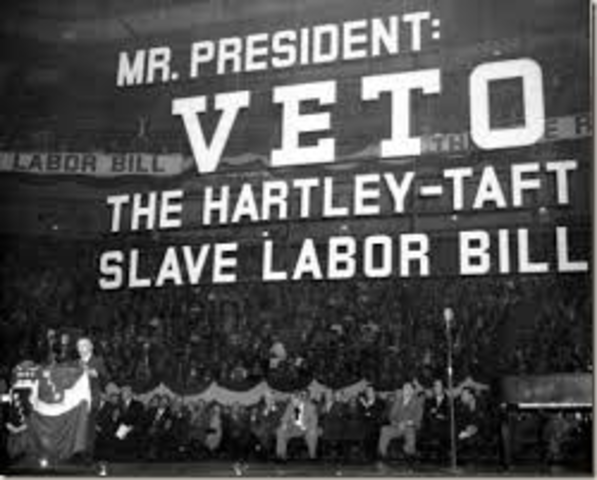 MR. PRESIDENT:
VETO
LABOR BILL
THE HARTLEY-TAFT
SLAVE LABOR BILL